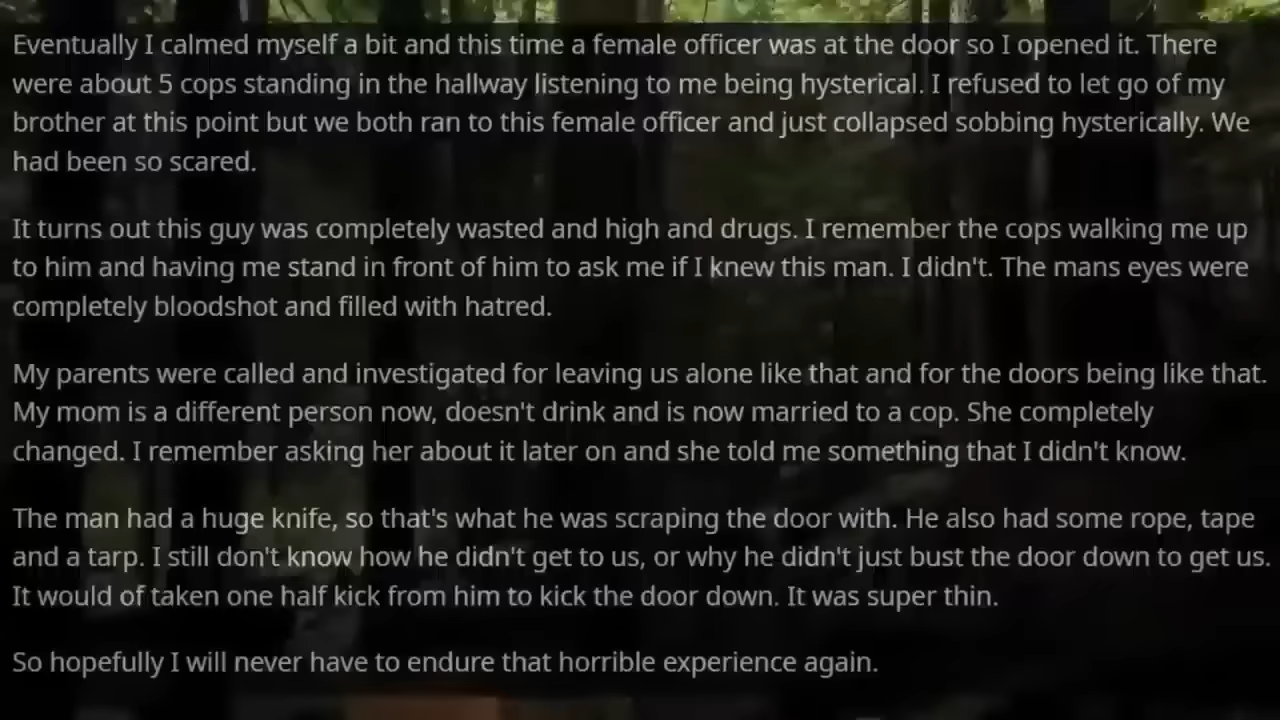 Eventually I calmed myself a bit and this time a female officer was at the door so I opened it. There
were about 5 cops standing in the hallway listening to me being hysterical. I refused to let go of my
brother at this point but we both ran to this female officer and just collapsed sobbing hysterically. We
had been so scared.
It turns out this guy was completely wasted and high and drugs. I remember the cops walking me up
to him and having me stand in front of him to ask me if I knew this man. I didn't. The mans eyes were
completely bloodshot and filled with hatred.
My parents were called and investigated for leaving us alone like that and for the doors being like that.
My mom is a different person now, doesn't drink and is now married to a cop. She completely
changed. I remember asking her about it later on and she told me something that I didn't know.
The man had a huge knife, so that's what he was scraping the door with. He also had some rope, tape
and a tarp. I still don't know how he didn't get to us, or why he didn't just bust the door down to get us.
It would of taken one half kick from him to kick the door down. It was super thin.
So hopefully I will never have to endure that horrible experience again.